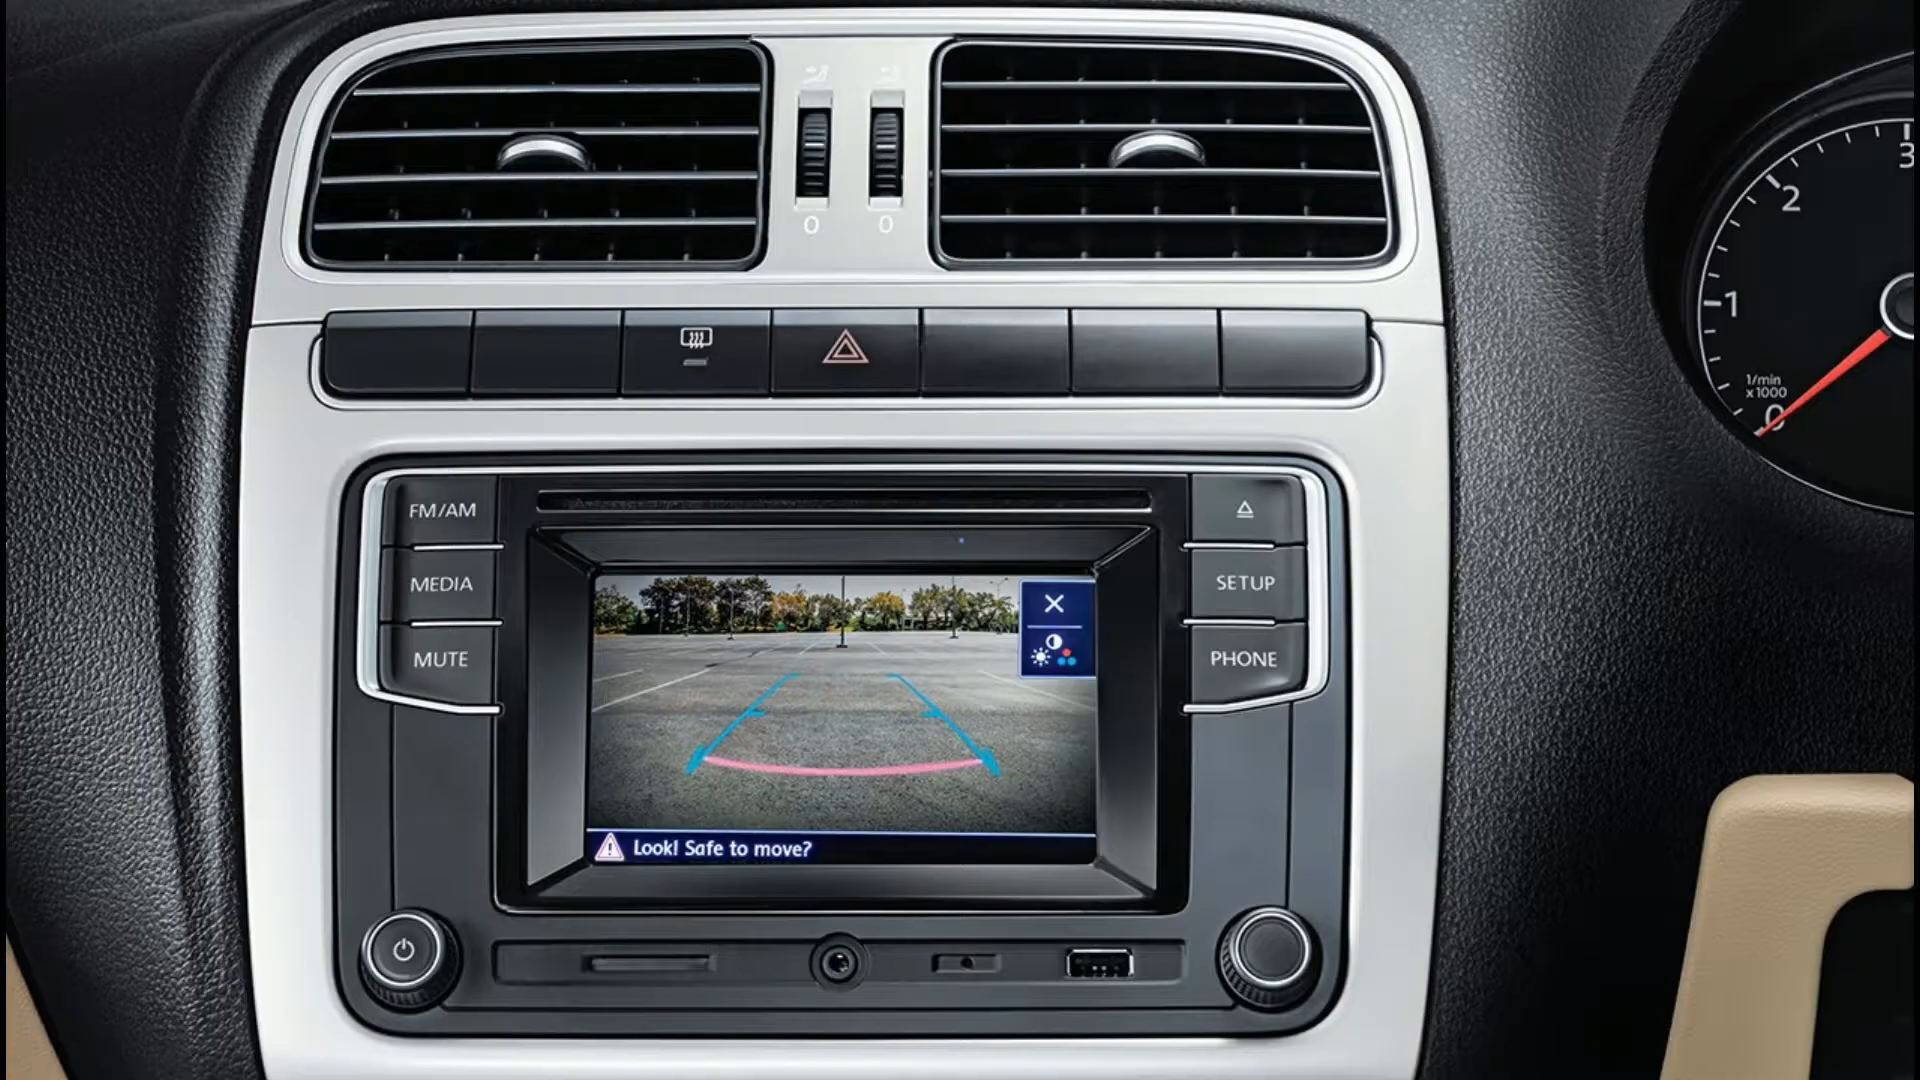 0 0
3
2
1
1/min
x1000
0
FM/AM
MEDIA
MUTE
SETUP
PHONE
Look! Safe to move?